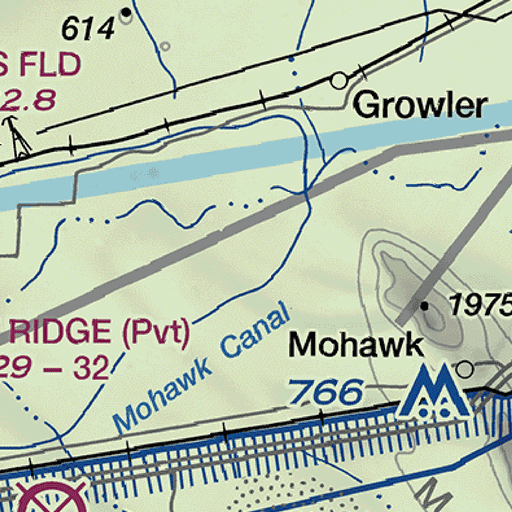 614
S FLD
2.8
Growler
1975
RIDGE (Pvt)
29 – 32
Mohawk Canal
Mohawk
766
M